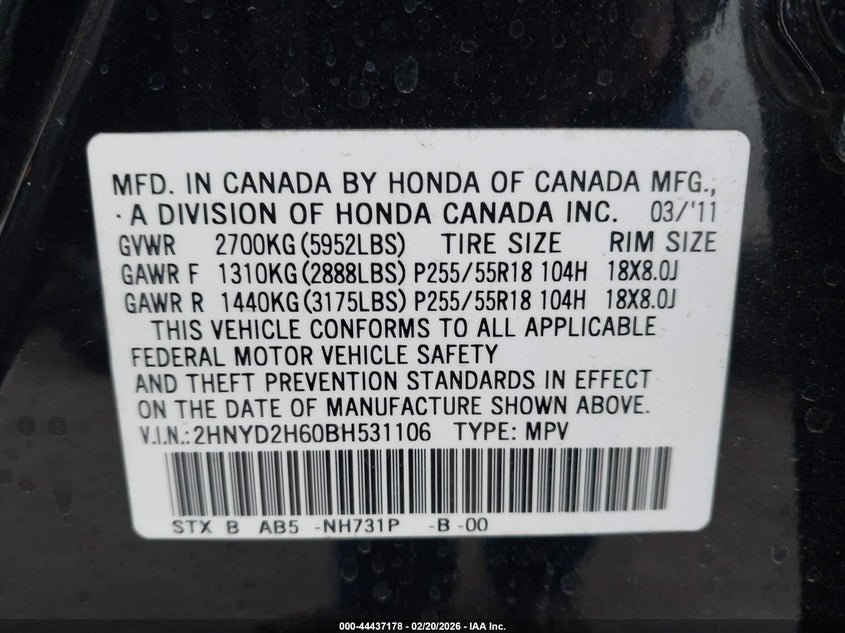 MFD. IN CANADA BY HONDA OF CANADA MFG.,
A DIVISION OF HONDA CANADA INC. 03/'11
GVWR 2700KG(5952LBS) TIRE SIZE RIM SIZE
GAWR F 1310KG(2888LBS) P255/55R18 104H 18X8.0J
GAWR R 1440KG(3175LBS) P255/55R18 104H 18X8.0J
THIS VEHICLE CONFORMS TO ALL APPLICABLE
FEDERAL MOTOR VEHICLE SAFETY
AND THEFT PREVENTION STANDARDS IN EFFECT
ON THE DATE OF MANUFACTURE SHOWN ABOVE.
V.I.N.:2HNYD2H60BH531106 TYPE: MPV
STX B AB5 -NH731P -B -00
000-44437178 - 02/20/2026 - IAA Inc.